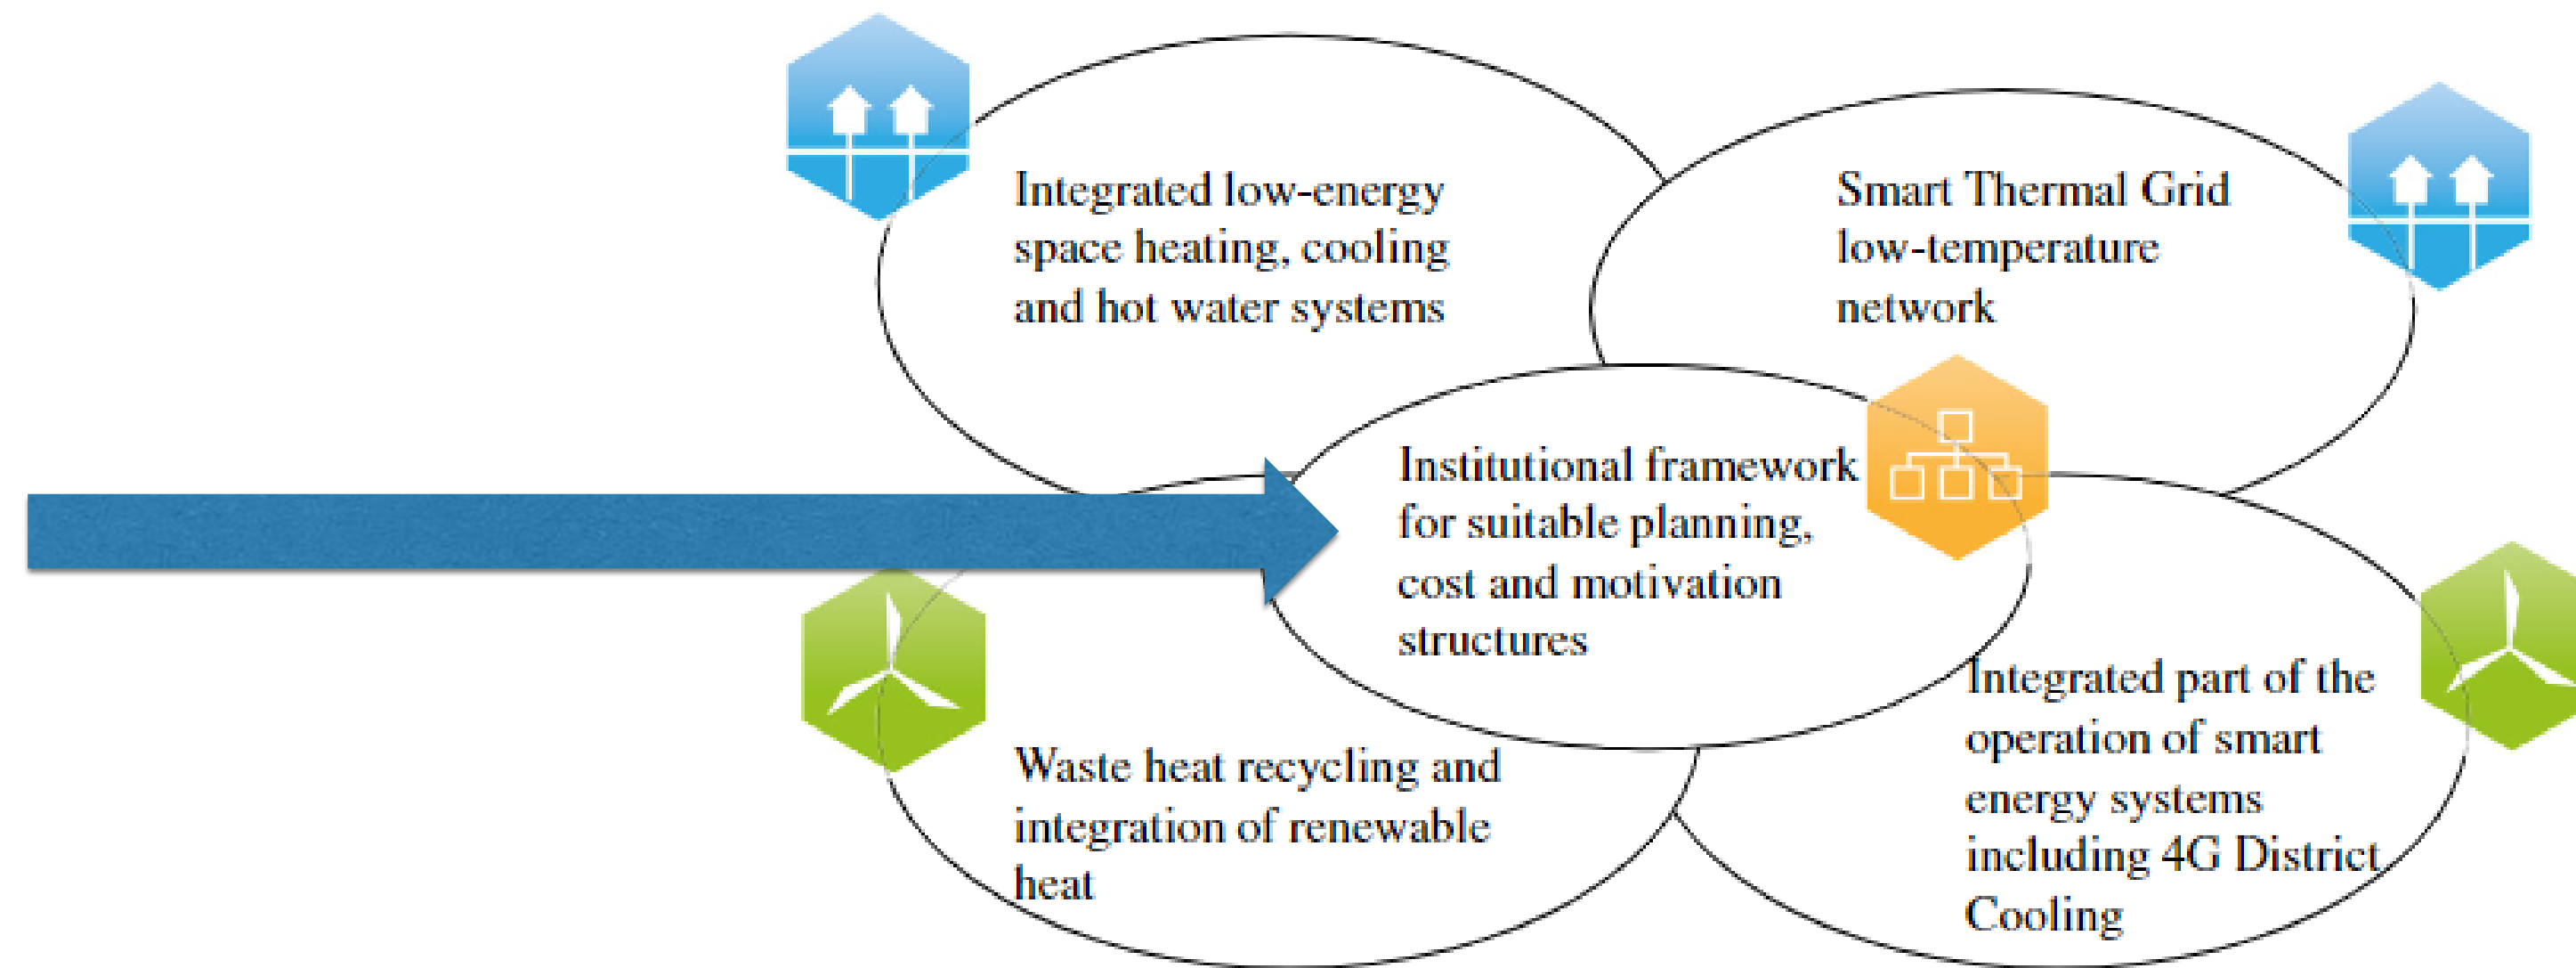 Integrated low-energy
space heating, cooling
and hot water systems
Smart Thermal Grid
low-temperature
network
Institutional framework
for suitable planning,
cost and motivation
structures
Waste heat recycling and
integration of renewable
heat
Integrated part of the
operation of smart
energy systems
including 4G District
Cooling